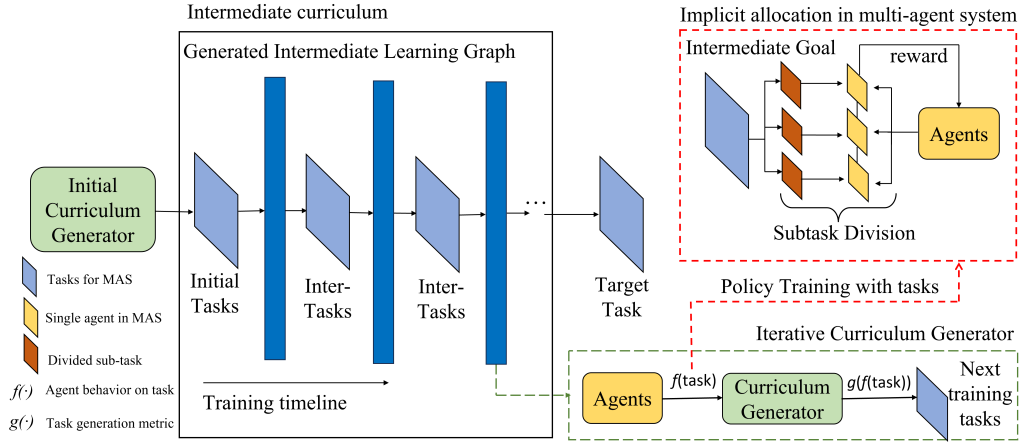 Intermediate curriculum
Generated Intermediate Learning Graph
Initial
Curriculum
Generator
Initial
Tasks
Inter-
Tasks
Inter-
Tasks
...
Target
Task
Training timeline
Tasks for MAS
Single agent in MAS
Divided sub-task
f(·) Agent behavior on task
g(·) Task generation metric
Implicit allocation in multi-agent system
Intermediate Goal
reward
Agents
Subtask Division
Policy Training with tasks
Iterative Curriculum Generator
Agents
f(task)
Curriculum
Generator
g(f(task))
Next
training
tasks